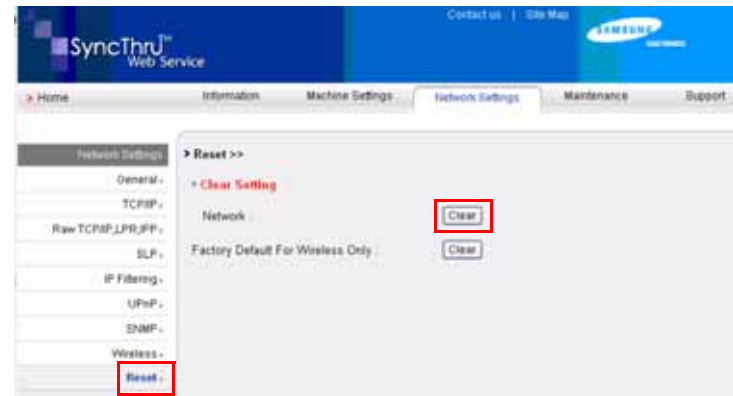 Contact us | Site Map
SAMSUNG
SyncThru™
Web Service
> Home Information Machine Settings Network Settings Maintenance Support
Network Settings
General
TCP/IP
Raw TCP/IP,LPR,IPP
SLP
IP Filtering
UPnP
SNMP
Wireless
Reset
> Reset >>
Clear Setting
Network : Clear
Factory Default For Wireless Only : Clear